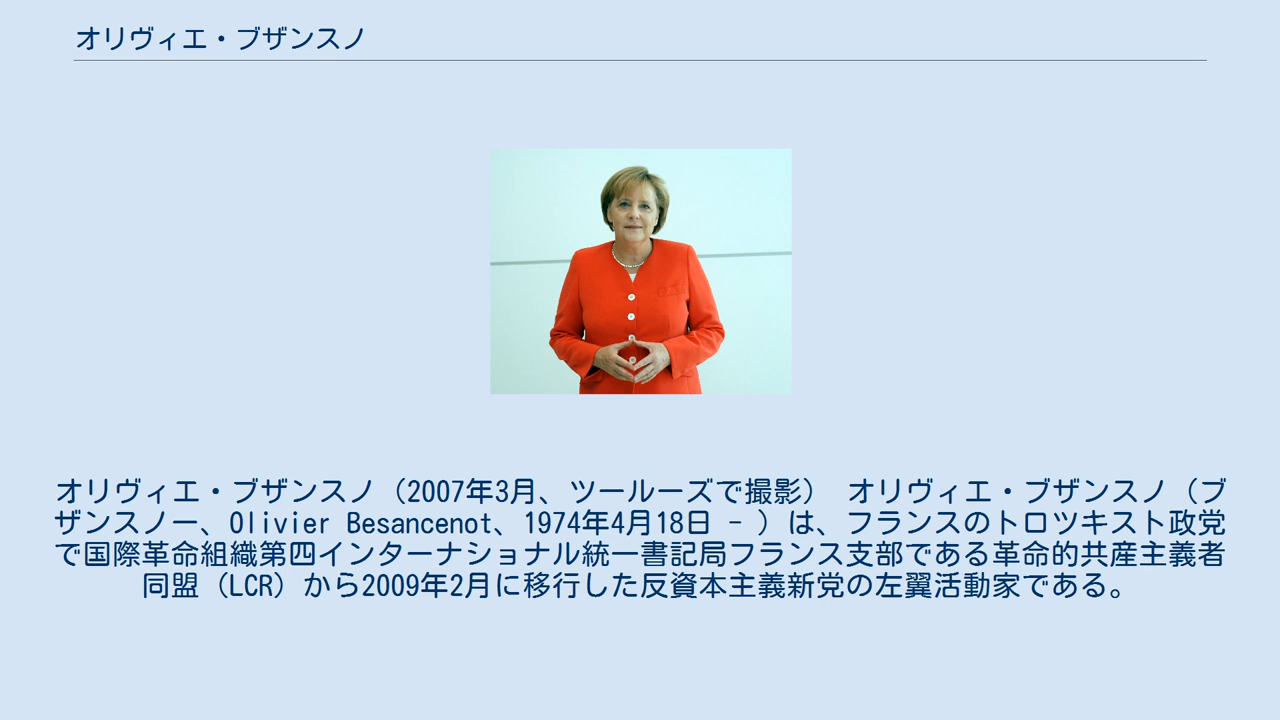 オリヴィエ・ブザンスノ
オリヴィエ・ブザンスノ（2007年3月、ツールーズで撮影） オリヴィエ・ブザンスノ（ブ
ザンスノー、Olivier Besancenot、1974年4月18日 - ）は、フランスのトロツキスト政党
で国際革命組織第四インターナショナル統一書記局フランス支部である革命的共産主義者
同盟（LCR）から2009年2月に移行した反資本主義新党の左翼活動家である。